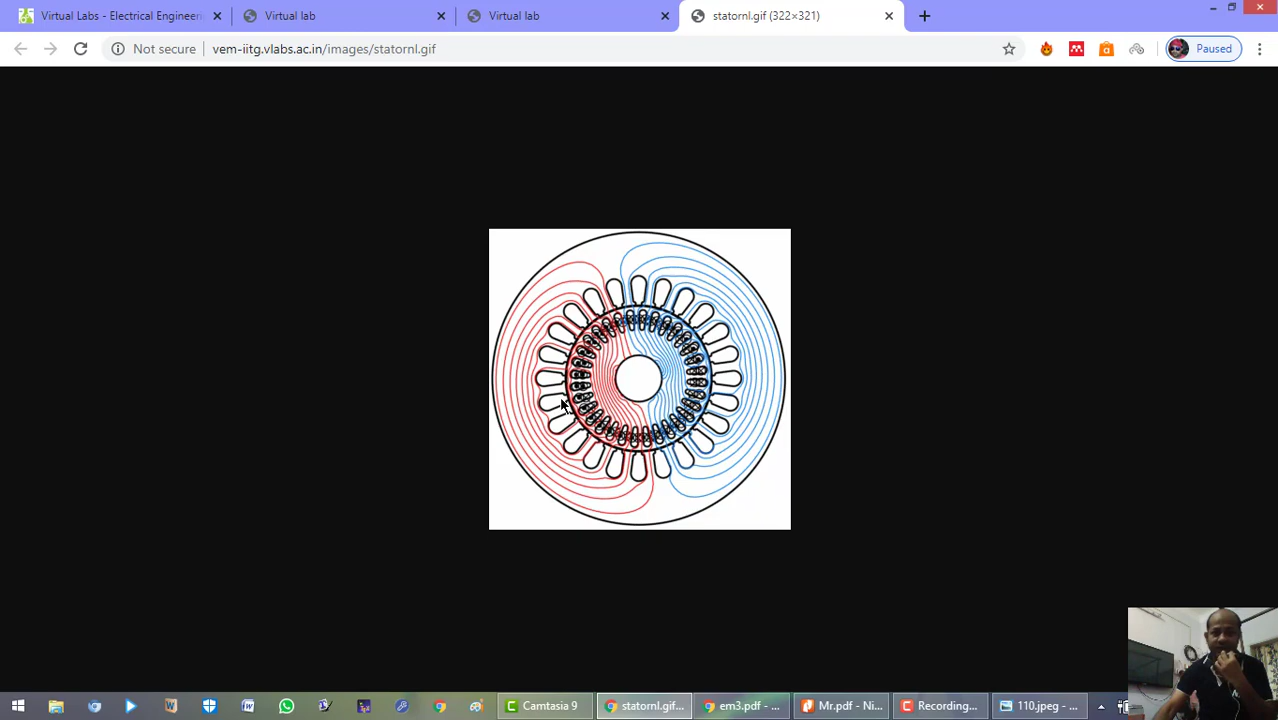 Virtual Labs - Electrical Engineerin
Virtual lab
Virtual lab
statornl.gif (322×321)
Not secure
vem-iitg.vlabs.ac.in/images/statornl.gif
Paused
Camtasia 9
statornl.gif...
em3.pdf - ...
Mr.pdf - Ni...
Recording...
110.jpeg - ...